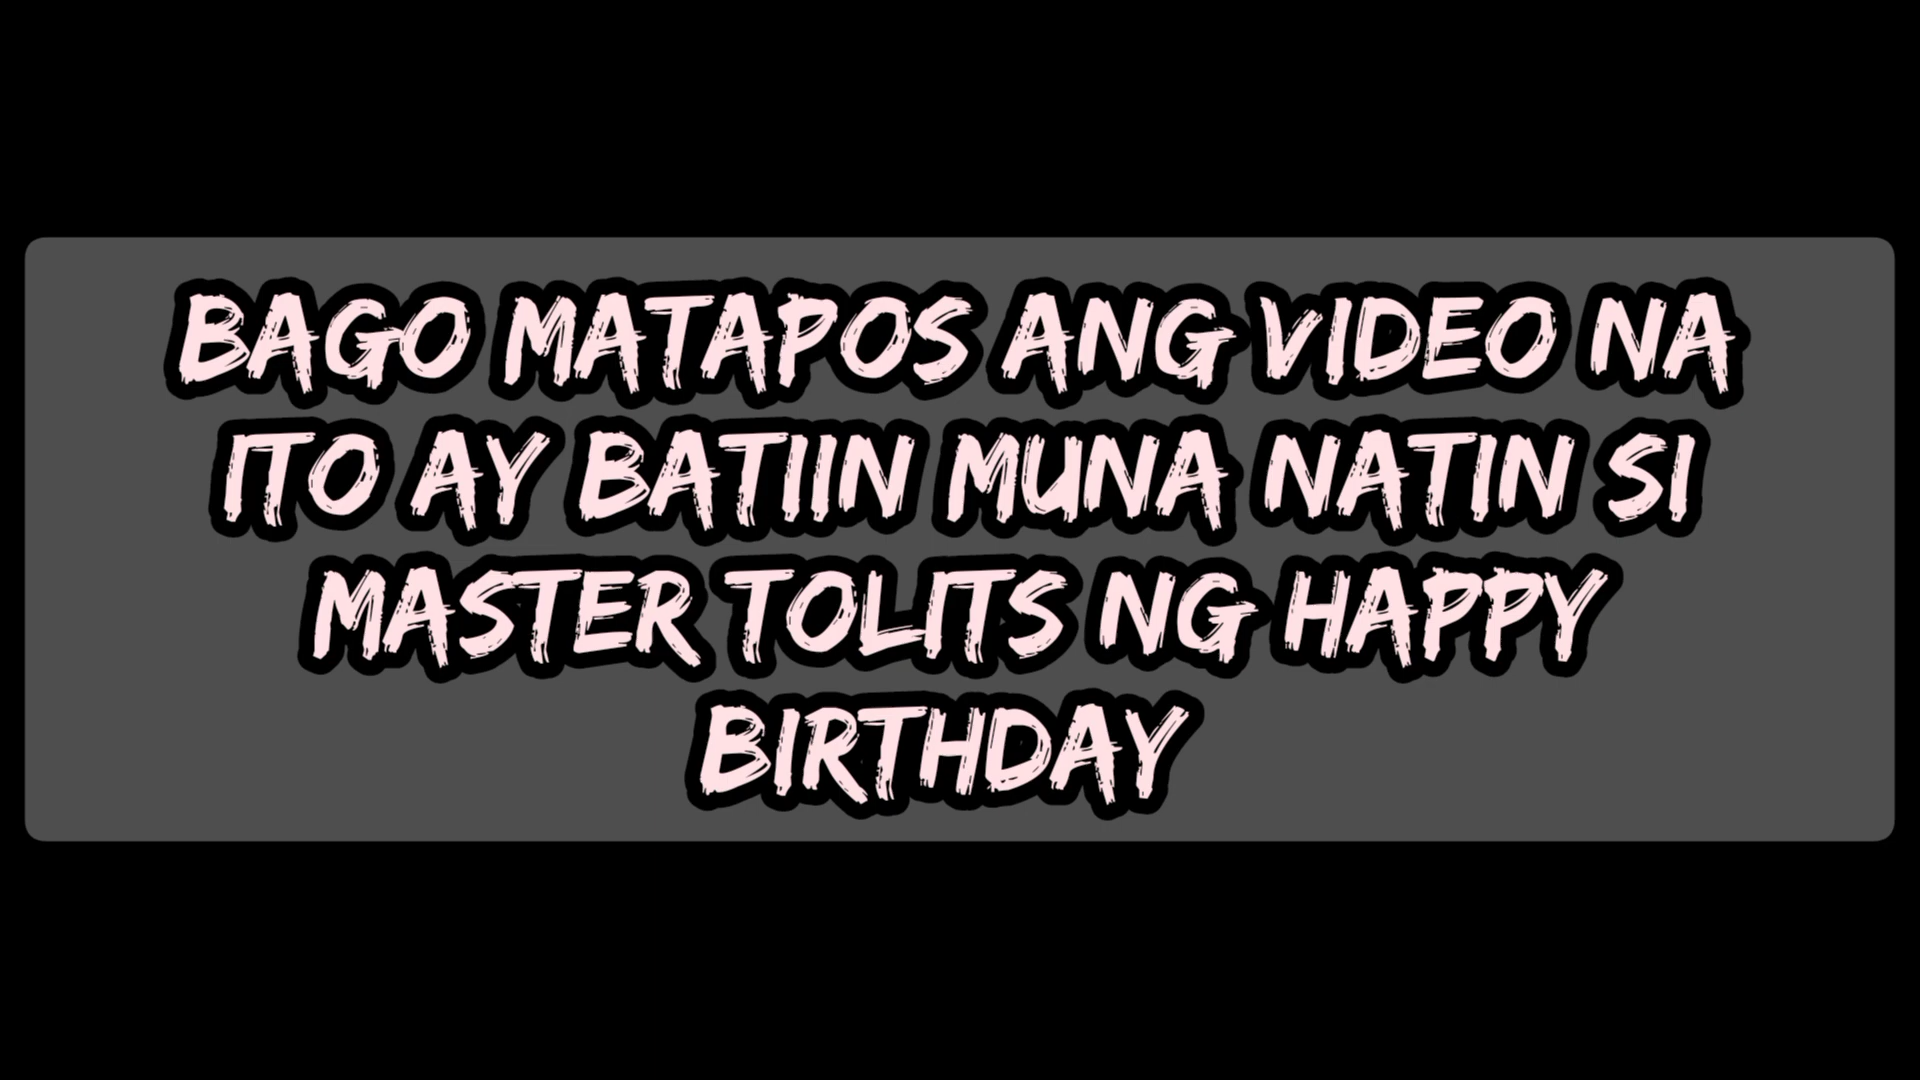 BAGO MATAPOS ANG VIDEO NA
ITO AY BATIIN MUNA NATIN SI
MASTER TOLITS NG HAPPY
BIRTHDAY